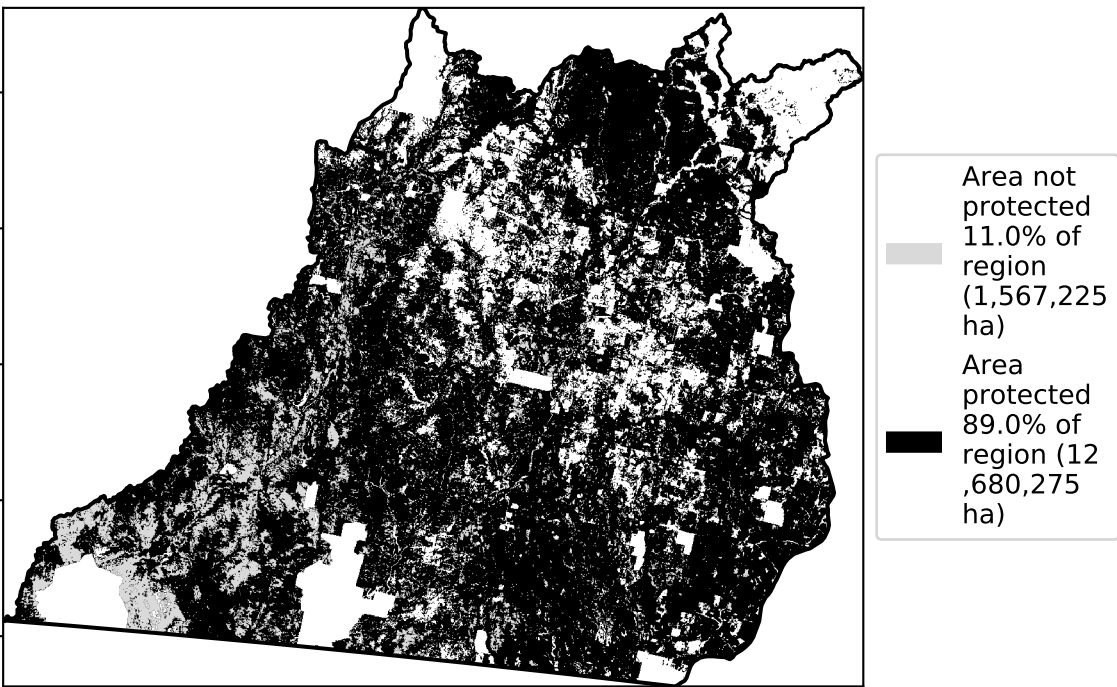 Area not
protected
11.0% of
region
(1,567,225
ha)
Area
protected
89.0% of
region (12
,680,275
ha)